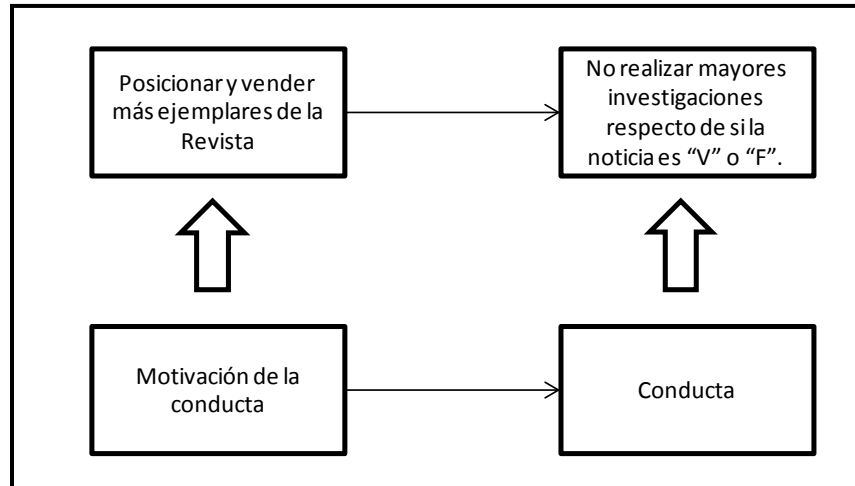 Posicionar y vender
más ejemplares de la
Revista
No realizar mayores
investigaciones
respecto de si la
noticia es “V” o “F”.
Motivación de la
conducta
Conducta